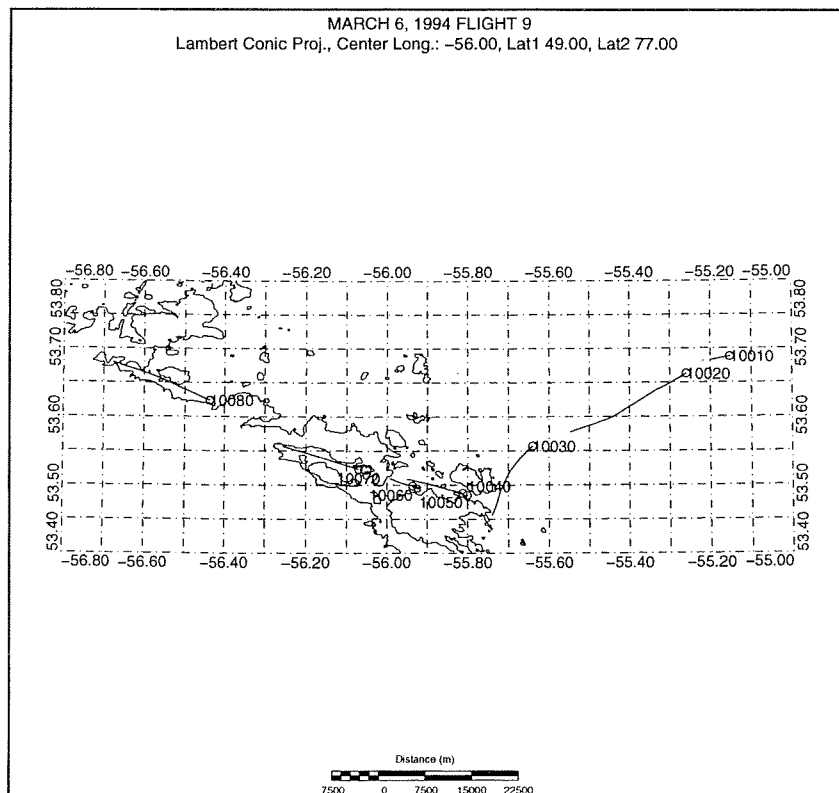 MARCH 6, 1994 FLIGHT 9
Lambert Conic Proj., Center Long.: −56.00, Lat1 49.00, Lat2 77.00
−56.80 −56.60 −56.40 −56.20 −56.00 −55.80 −55.60 −55.40 −55.20 −55.00
53.80 53.80
53.70 53.70
53.60 53.60
53.50 53.50
53.40 53.40
10010
10020
10080
10030
10070
10060
10040
10050
−56.80 −56.60 −56.40 −56.20 −56.00 −55.80 −55.60 −55.40 −55.20 −55.00
Distance (m)
7500 0 7500 15000 22500